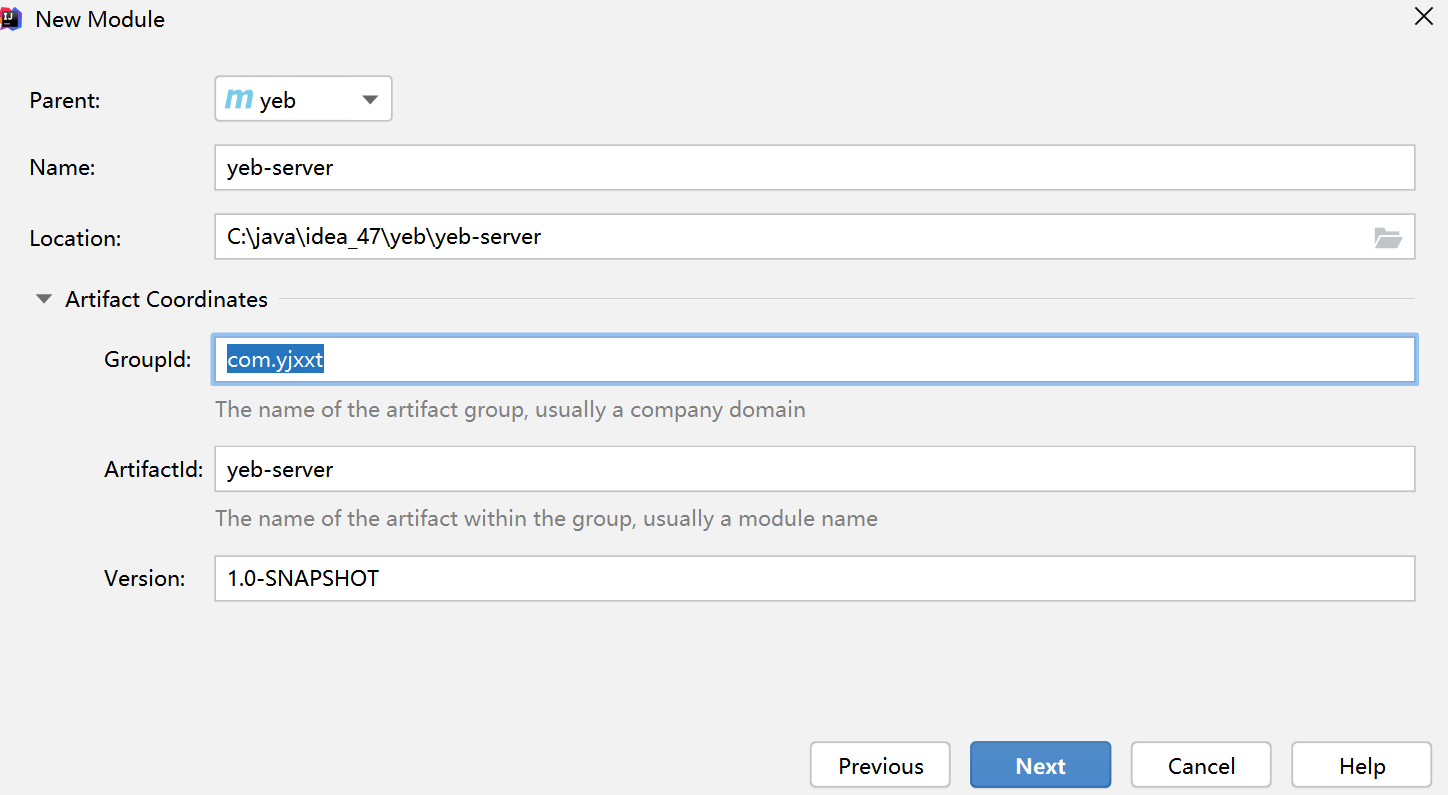 New Module
Parent: m yeb
Name: yeb-server
Location: C:\java\idea_47\yeb\yeb-server
Artifact Coordinates
GroupId: com.yjxxt
The name of the artifact group, usually a company domain
ArtifactId: yeb-server
The name of the artifact within the group, usually a module name
Version: 1.0-SNAPSHOT
Previous Next Cancel Help